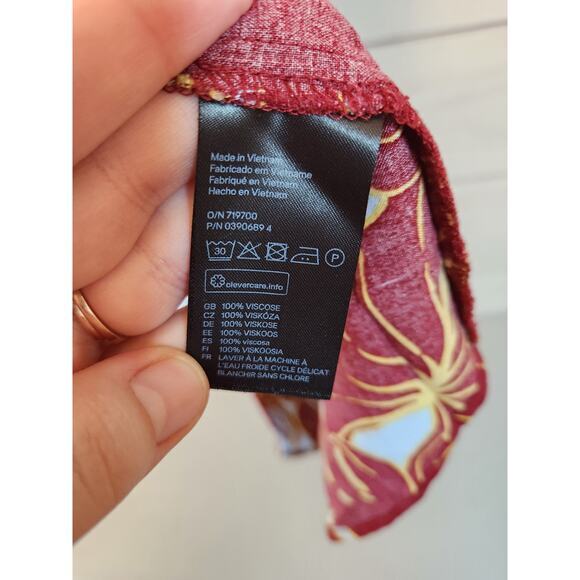 Made in Vietnam
Fabricado em Vietname
Fabriqué en Vietnam
Hacho en Vietnam
O/N 719700
P/N 0390689 4
30 P
clevercare.info
GB 100% VISCOSE
CZ 100% VISKÓZA
DE 100% VISKOSE
EE 100% VISKOOS
ES 100% viscosa
FI 100% VISKOOSIA
FR LAVER À LA MACHINE À
L'EAU FROIDE CYCLE DÉLICAT
BLANCHIR SANS CHLORE